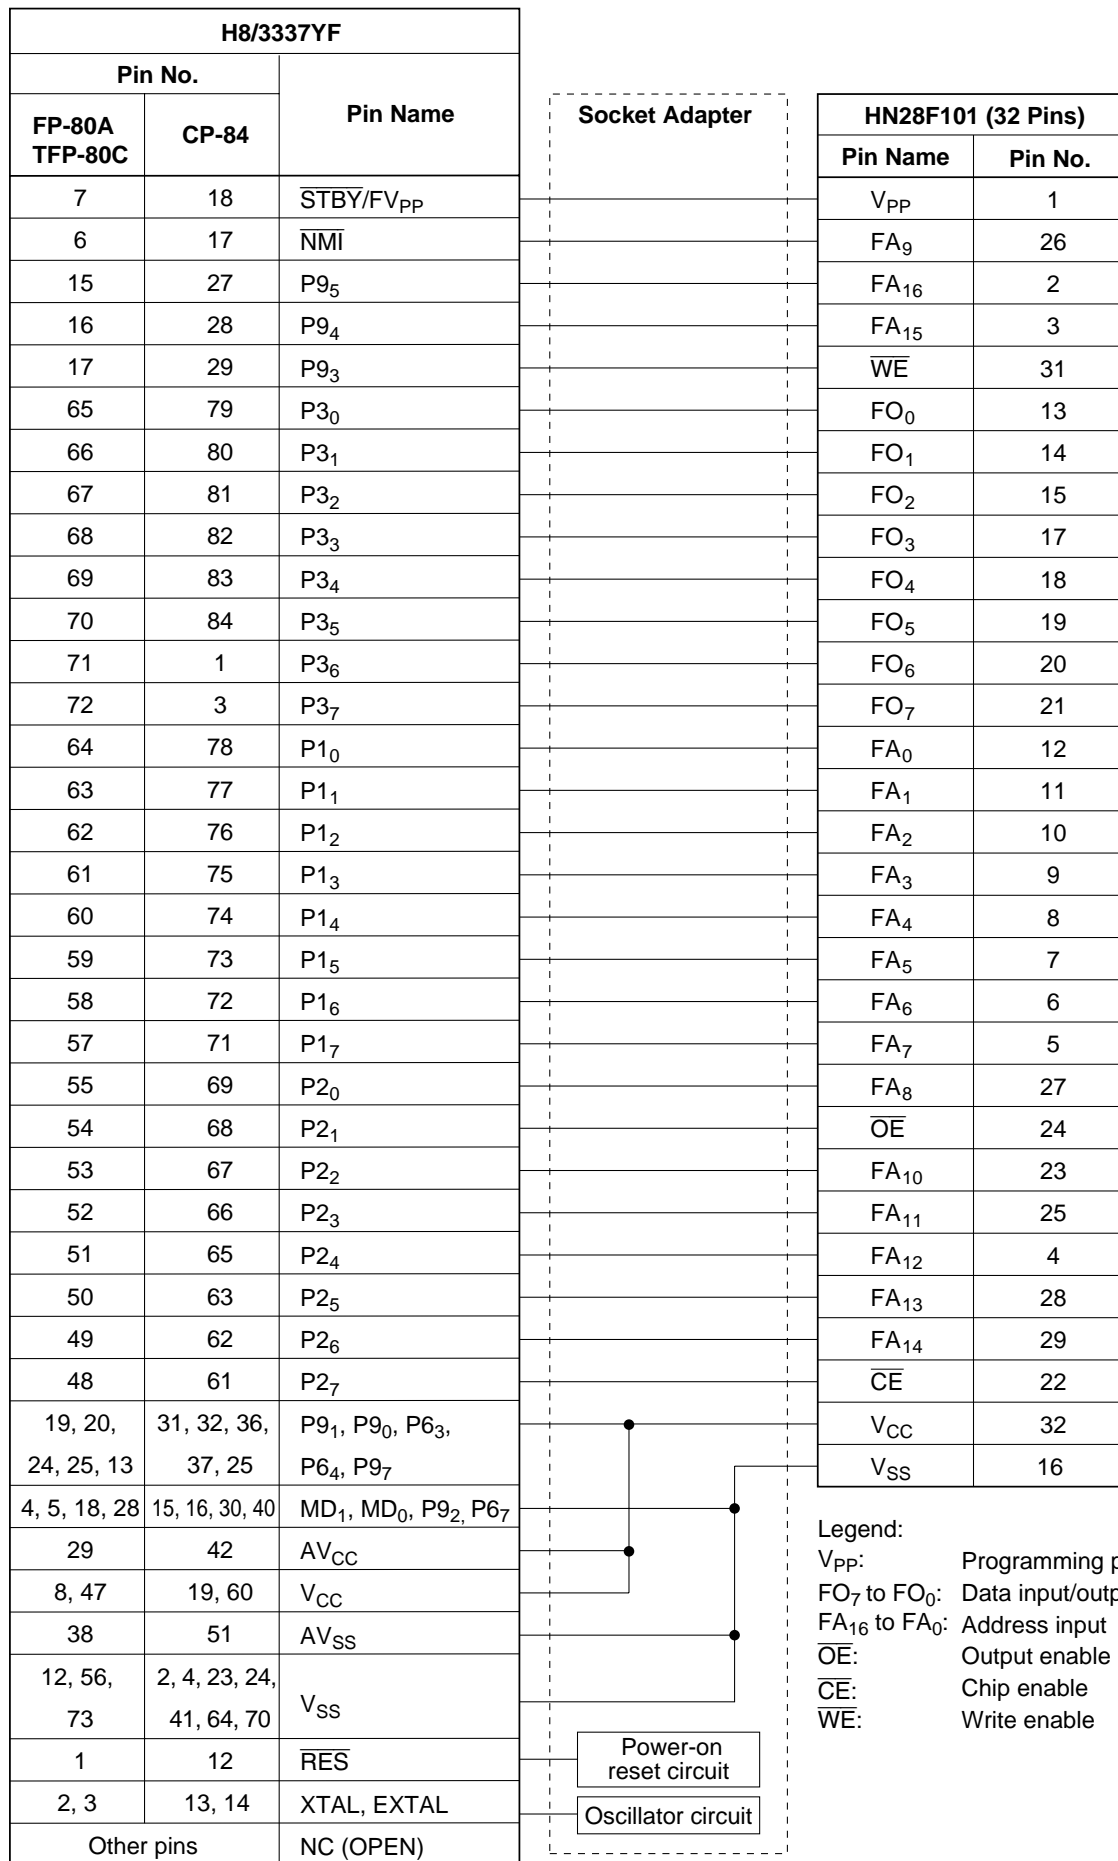 H8/3337YF
Pin No.
Pin Name
FP-80A
TFP-80C
CP-84
Socket Adapter
HN28F101 (32 Pins)
Pin Name Pin No.
7 18 S̅T̅B̅Y̅/FVPP VPP 1
6 17 N̅M̅I̅ FA9 26
15 27 P95 FA16 2
16 28 P94 FA15 3
17 29 P93 W̅E̅ 31
65 79 P30 FO0 13
66 80 P31 FO1 14
67 81 P32 FO2 15
68 82 P33 FO3 17
69 83 P34 FO4 18
70 84 P35 FO5 19
71 1 P36 FO6 20
72 3 P37 FO7 21
64 78 P10 FA0 12
63 77 P11 FA1 11
62 76 P12 FA2 10
61 75 P13 FA3 9
60 74 P14 FA4 8
59 73 P15 FA5 7
58 72 P16 FA6 6
57 71 P17 FA7 5
55 69 P20 FA8 27
54 68 P21 O̅E̅ 24
53 67 P22 FA10 23
52 66 P23 FA11 25
51 65 P24 FA12 4
50 63 P25 FA13 28
49 62 P26 FA14 29
48 61 P27 C̅E̅ 22
19, 20, 31, 32, 36, P91, P90, P63, VCC 32
24, 25, 13 37, 25 P64, P97 VSS 16
4, 5, 18, 28 15, 16, 30, 40 MD1, MD0, P92, P67
29 42 AVCC
8, 47 19, 60 VCC
38 51 AVSS
12, 56, 2, 4, 23, 24,
73 41, 64, 70 VSS
1 12 R̅E̅S̅
Power-on
reset circuit
2, 3 13, 14 XTAL, EXTAL
Oscillator circuit
Other pins NC (OPEN)
Legend:
VPP: Programming
FO7 to FO0: Data
FA16 to FA0: Address input
O̅E̅: Output enable
C̅E̅: Chip enable
W̅E̅: Write enable